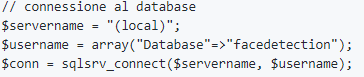 // connessione al database
$servername = "(local)";
$username = array("Database"=>"facedetection");
$conn = sqlsrv_connect($servername, $username);